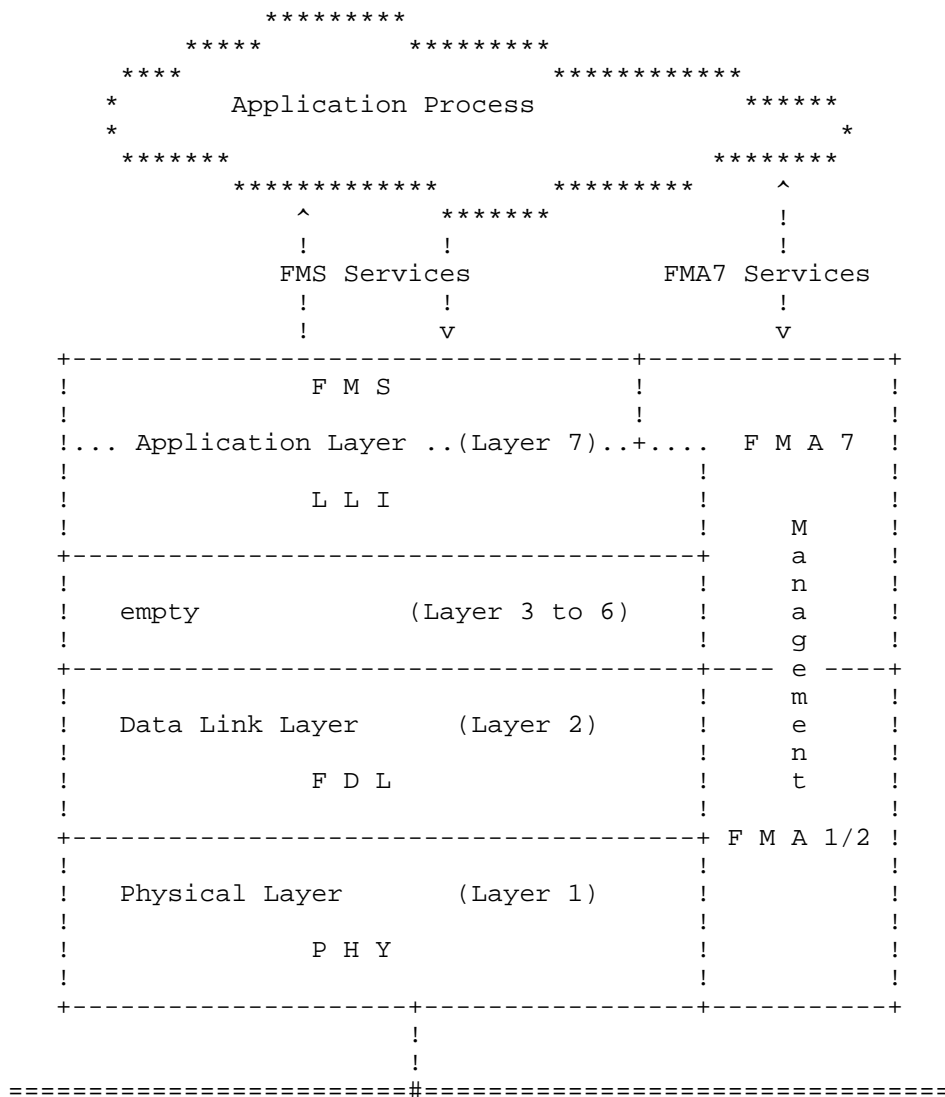 Application Process
FMS Services FMA7 Services
F M S
Application Layer (Layer 7) F M A 7
L L I
Management
empty (Layer 3 to 6)
Data Link Layer (Layer 2)
F D L
F M A 1/2
Physical Layer (Layer 1)
P H Y